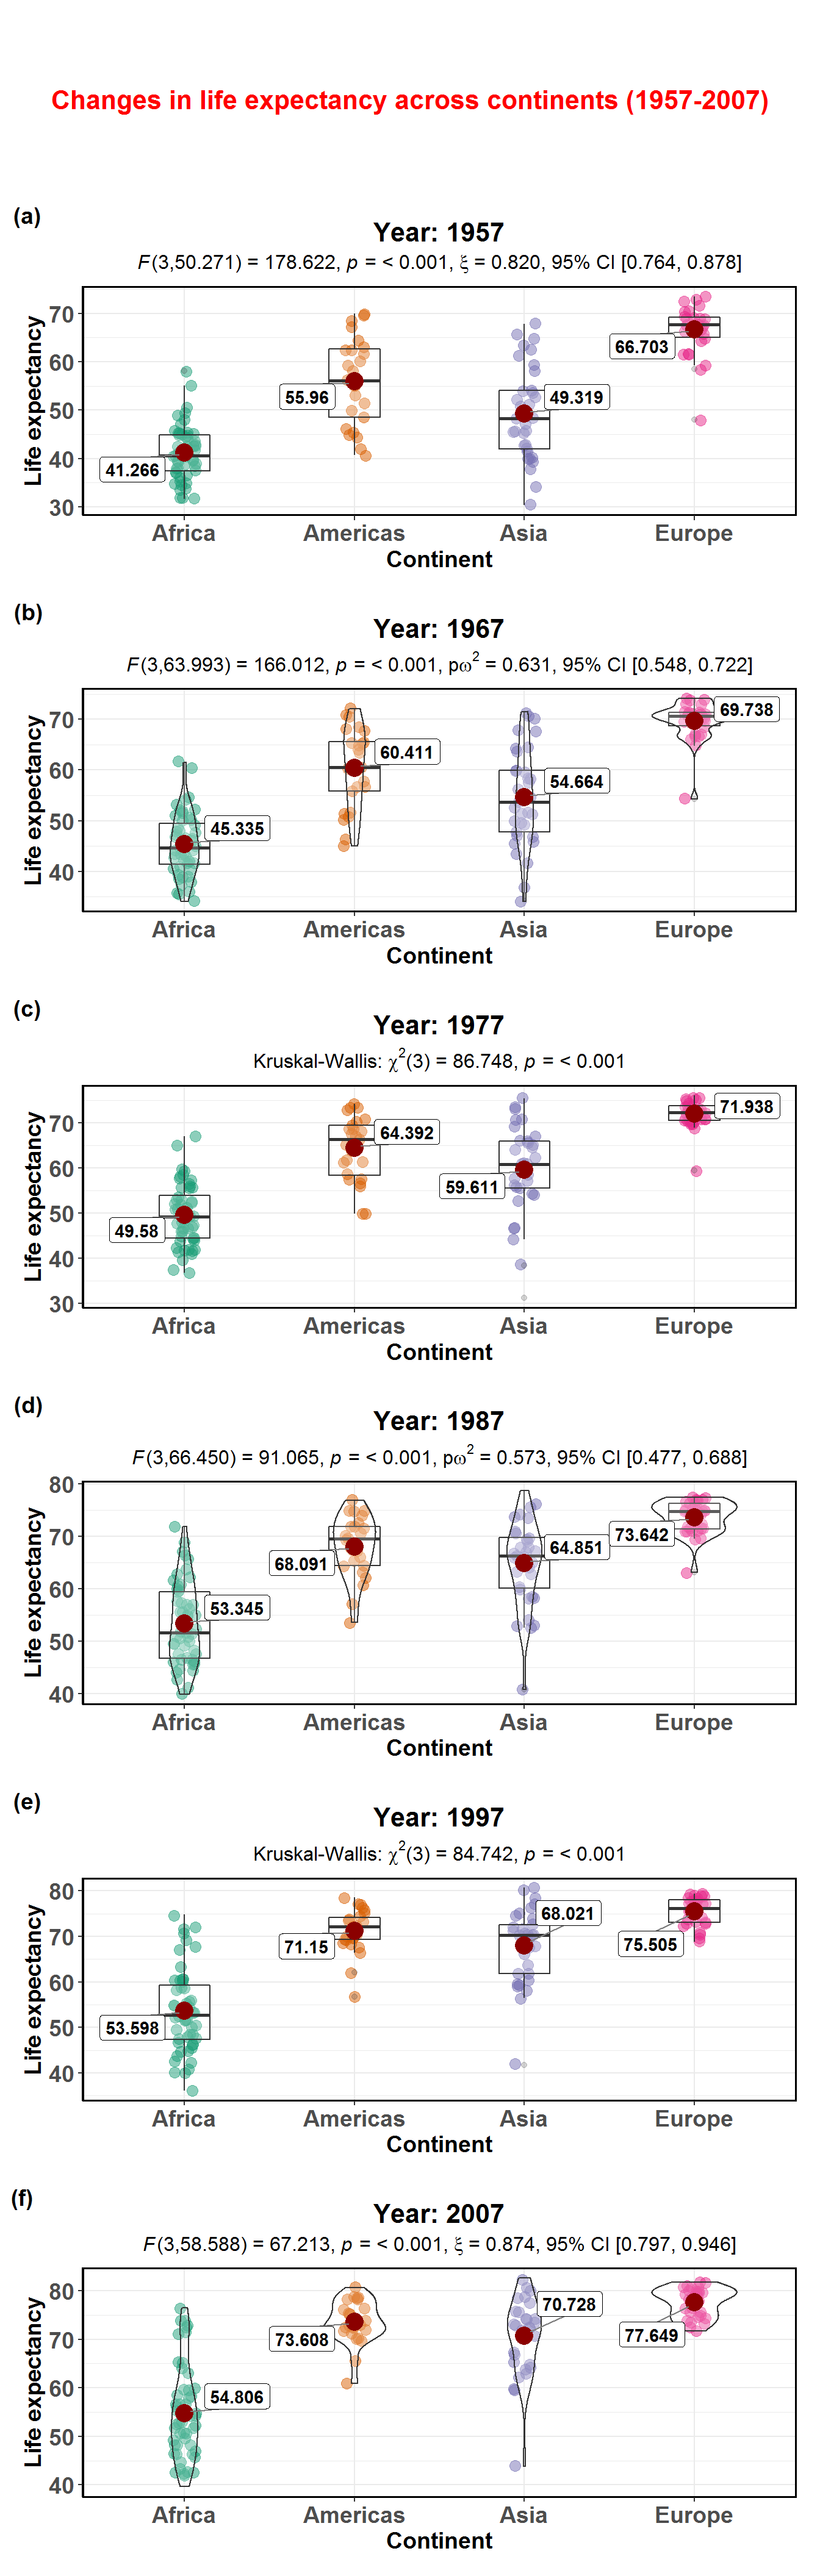 Changes in life expectancy across continents (1957-2007)
(a)
Year: 1957
F(3,50.271) = 178.622, p = < 0.001, ξ = 0.820, 95% CI [0.764, 0.878]
Life expectancy
70
60
50
40
30
41.266
55.96
49.319
66.703
Africa Americas Asia Europe
Continent
(b)
Year: 1967
F(3,63.993) = 166.012, p = < 0.001, pω² = 0.631, 95% CI [0.548, 0.722]
Life expectancy
70
60
50
40
45.335
60.411
54.664
69.738
Africa Americas Asia Europe
Continent
(c)
Year: 1977
Kruskal-Wallis: χ²(3) = 86.748, p = < 0.001
Life expectancy
70
60
50
40
30
49.58
64.392
59.611
71.938
Africa Americas Asia Europe
Continent
(d)
Year: 1987
F(3,66.450) = 91.065, p = < 0.001, pω² = 0.573, 95% CI [0.477, 0.688]
Life expectancy
80
70
60
50
40
53.345
68.091
64.851
73.642
Africa Americas Asia Europe
Continent
(e)
Year: 1997
Kruskal-Wallis: χ²(3) = 84.742, p = < 0.001
Life expectancy
80
70
60
50
40
53.598
71.15
68.021
75.505
Africa Americas Asia Europe
Continent
(f)
Year: 2007
F(3,58.588) = 67.213, p = < 0.001, ξ = 0.874, 95% CI [0.797, 0.946]
Life expectancy
80
70
60
50
40
54.806
73.608
70.728
77.649
Africa Americas Asia Europe
Continent